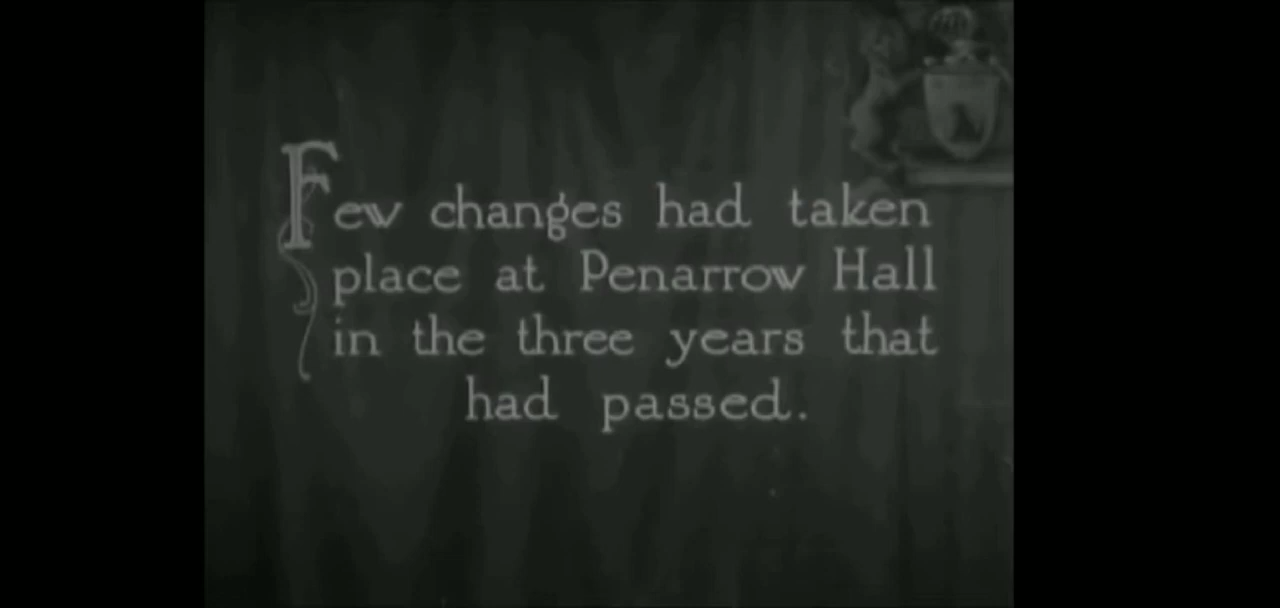 Few changes had taken
place at Penarrow Hall
in the three years that
had passed.